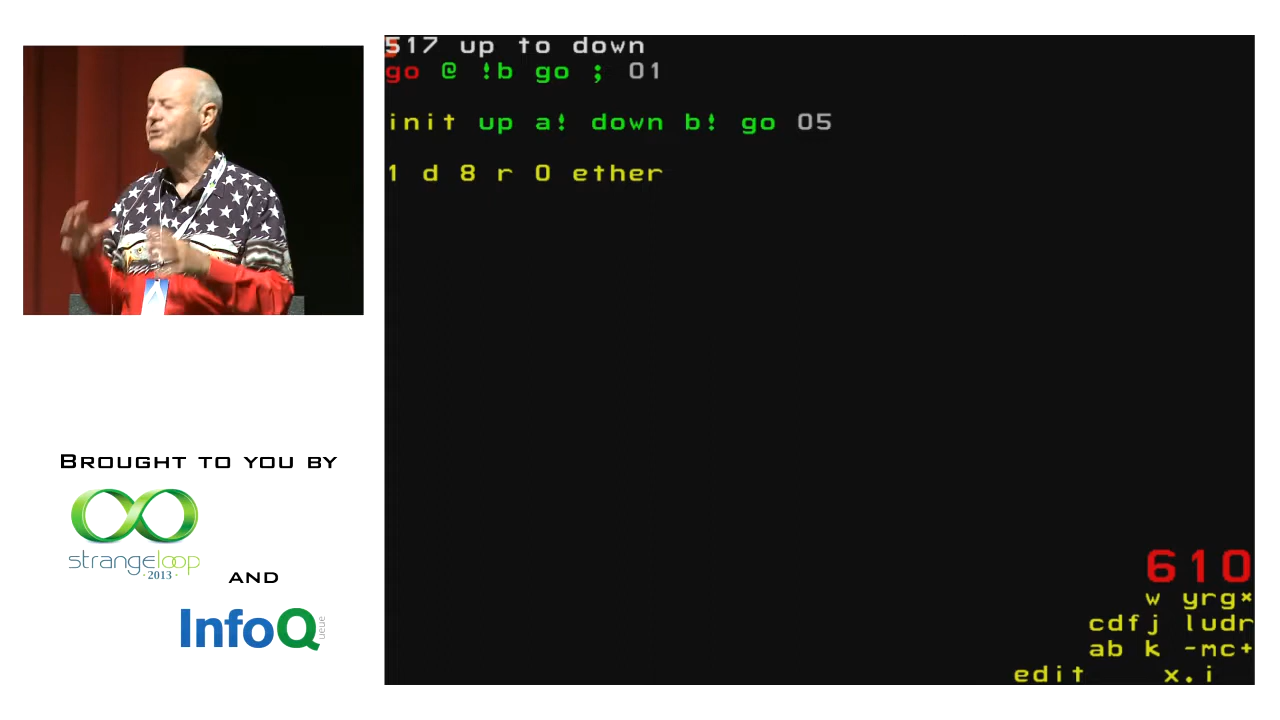 517 up to down
go @ !b go ; 01
init up a! down b! go 05
1 d 8 r 0 ether
BROUGHT TO YOU BY
strangeloop
·2013·
AND
InfoQ
610
w yrg*
cdfj ludr
ab k -mc+
edit x.i